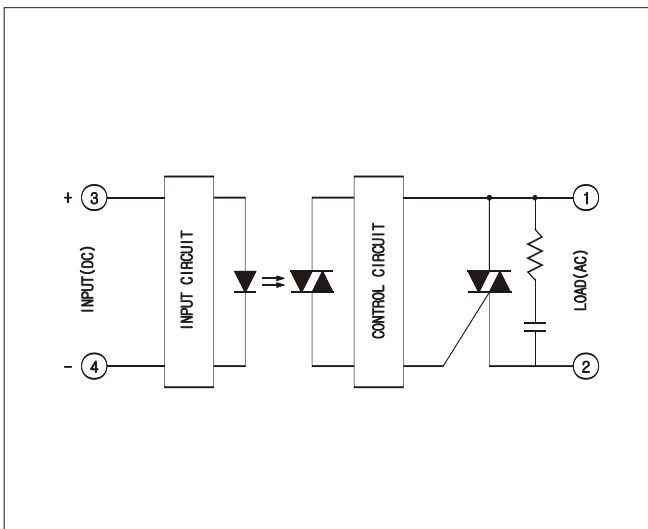 + 3
INPUT(DC)
- 4
INPUT CIRCUIT
CONTROL CIRCUIT
1
LOAD(AC)
2